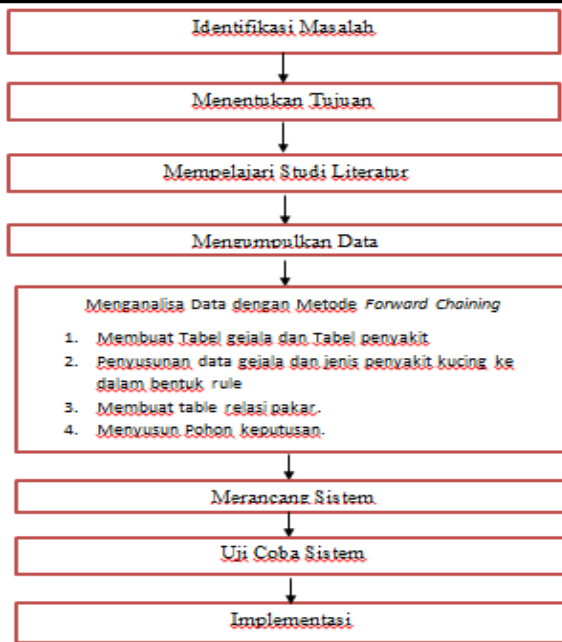 Identifikasi Masalah
Menentukan Tujuan
Mempelajari Studi Literatur
Mengumpulkan Data
Menganalisa Data dengan Metode Forward Chaining
1. Membuat Tabel gejala dan Tabel penyakit
2. Penyusunan data gejala dan jenis penyakit kucing ke
dalam bentuk rule
3. Membuat table relasi pakar.
4. Menyusun Pohon keputusan.
Merancang Sistem
Uji Coba Sistem
Implementasi